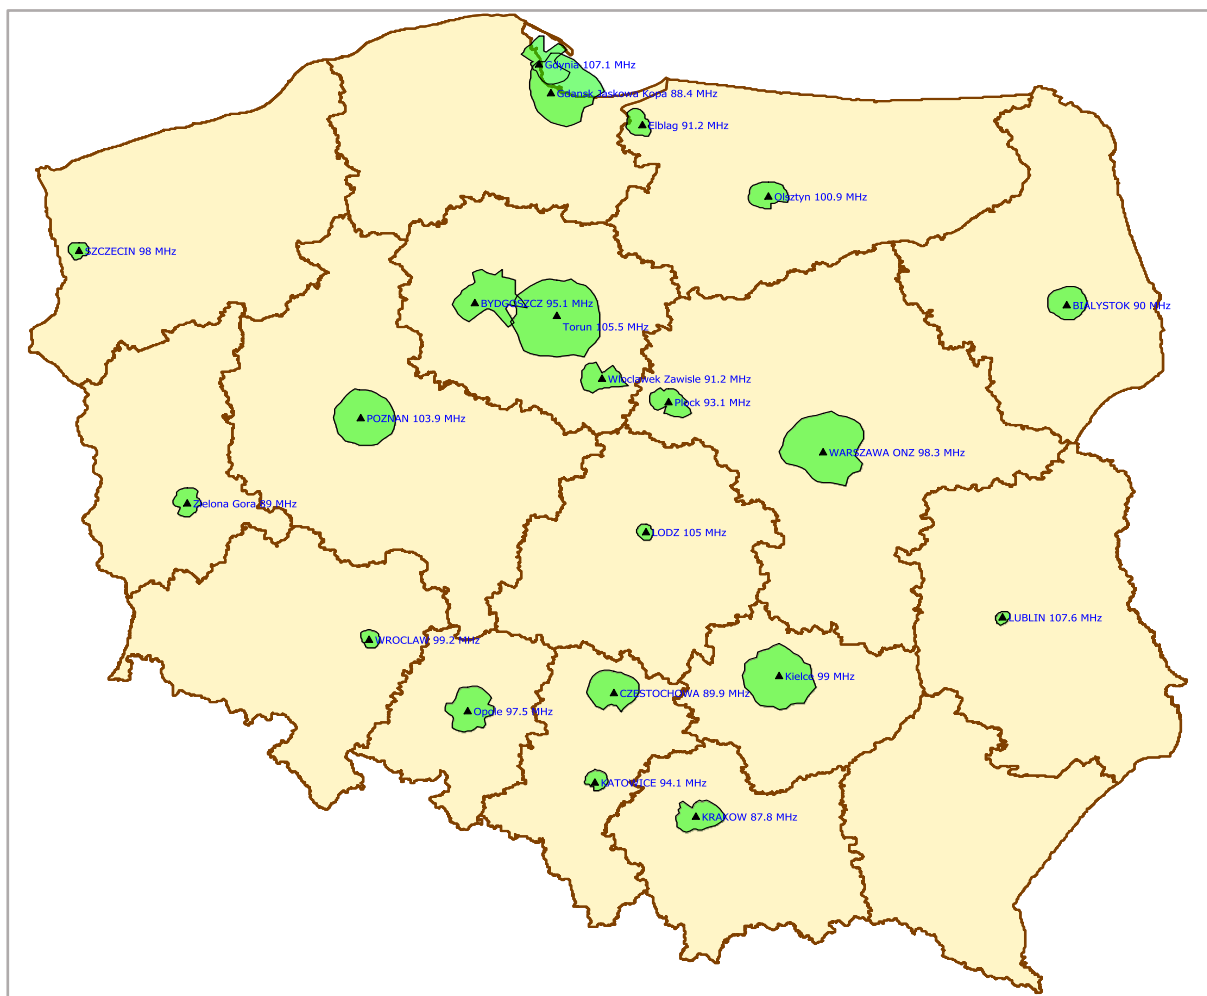 Gdynia 107.1 MHz
Gdansk Jaskowa Kopa 88.4 MHz
Elblag 91.2 MHz
Olsztyn 100.9 MHz
SZCZECIN 98 MHz
BYDGOSZCZ 95.1 MHz
BIALYSTOK 90 MHz
Torun 105.5 MHz
Wloclawek Zawisle 91.2 MHz
Plock 93.1 MHz
POZNAN 103.9 MHz
WARSZAWA ONZ 98.3 MHz
Zielona Gora 89 MHz
LODZ 105 MHz
LUBLIN 107.6 MHz
WROCLAW 99.2 MHz
Kielce 99 MHz
CZESTOCHOWA 89.9 MHz
Opole 97.5 MHz
KATOWICE 94.1 MHz
KRAKOW 87.8 MHz